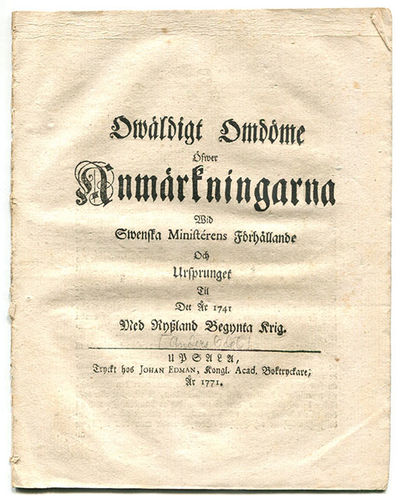 Owäldigt Omdöme
Öfwer
Anmärkningarna
Wid
Swenska Ministérens Förhållande
Och
Ursprunget
Til
Det År 1741
Med Ryßland Begynta Krig.
UPSALA,
Tryckt hos JOHAN EDMAN, Kongl. Acad. Boktryckare;
År 1771.